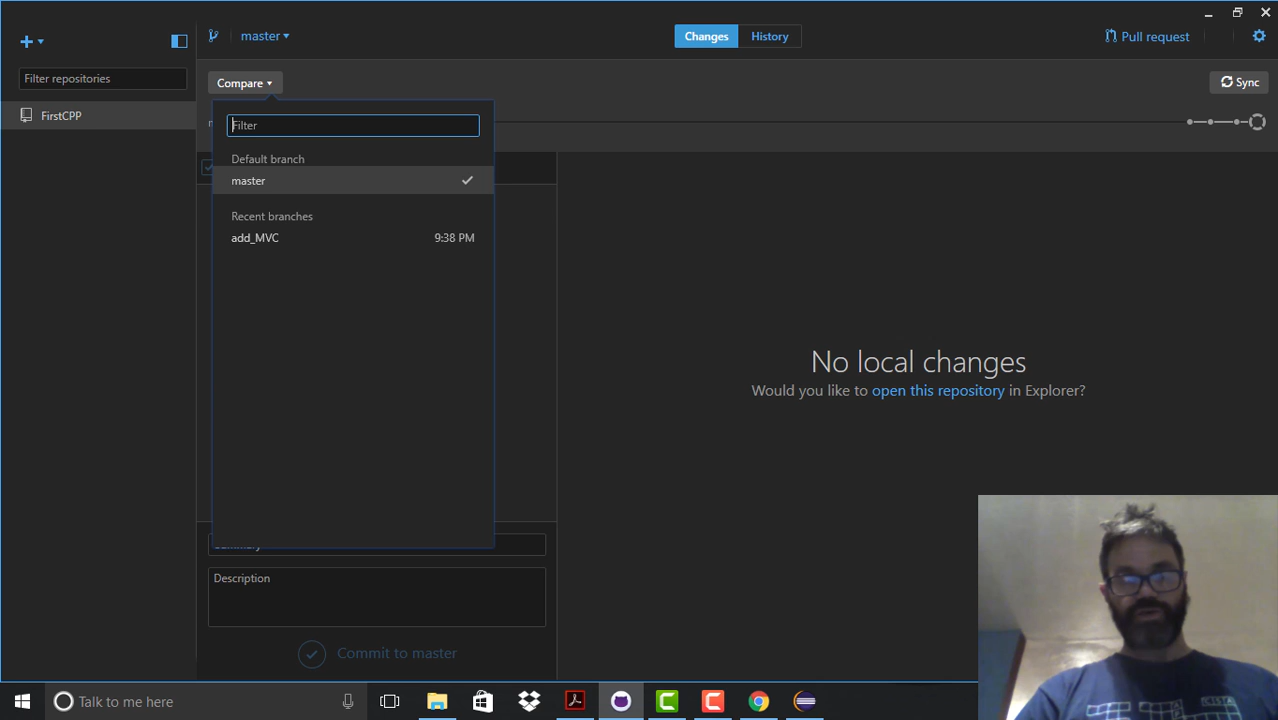 master
Changes
History
Pull request
Filter repositories
Compare
Sync
FirstCPP
Filter
Default branch
master
Recent branches
add_MVC 9:38 PM
No local changes
Would you like to open this repository in Explorer?
Description
Commit to master
Talk to me here